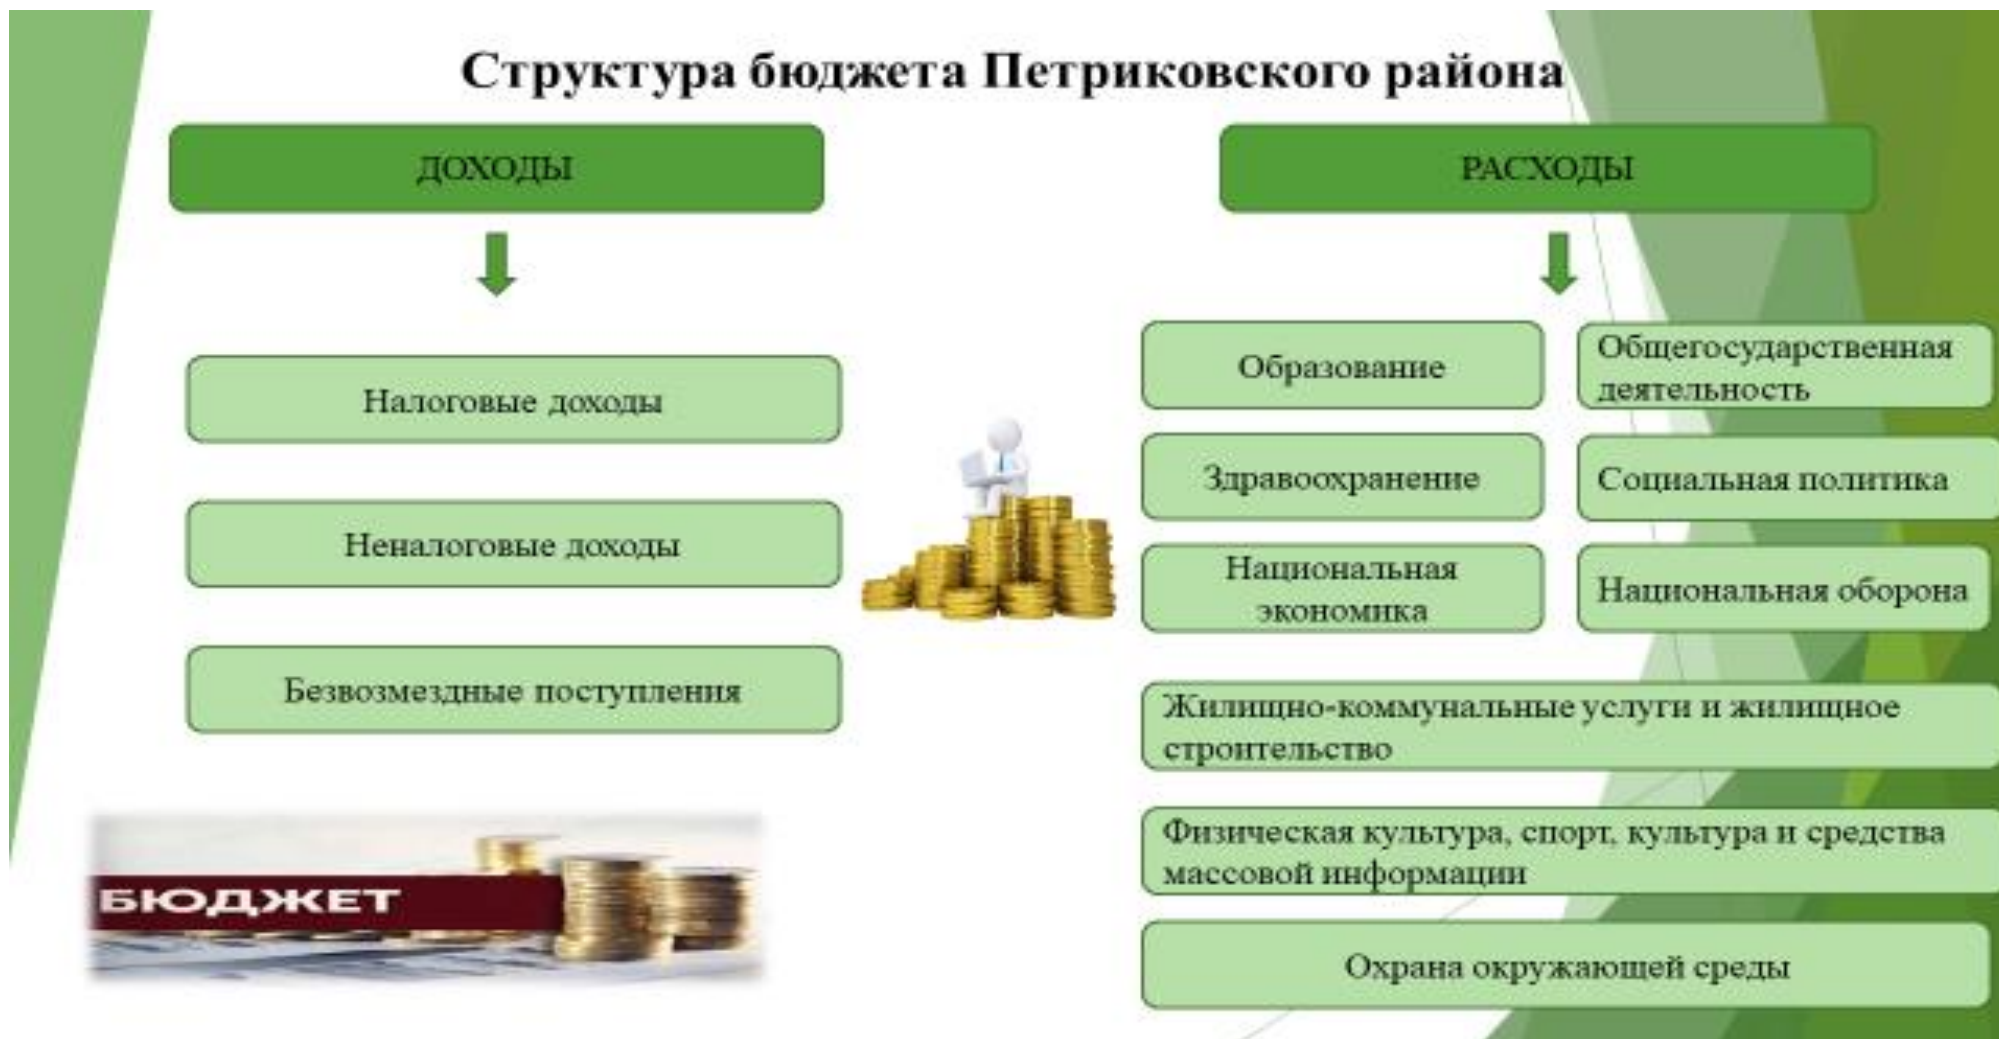 Структура бюджета Петриковского района
ДОХОДЫ
Налоговые доходы
Неналоговые доходы
Безвозмездные поступления
БЮДЖЕТ
РАСХОДЫ
Образование
Общегосударственная
деятельность
Здравоохранение
Социальная политика
Национальная
экономика
Национальная оборона
Жилищно-коммунальные услуги и жилищное
строительство
Физическая культура, спорт, культура и средства
массовой информации
Охрана окружающей среды